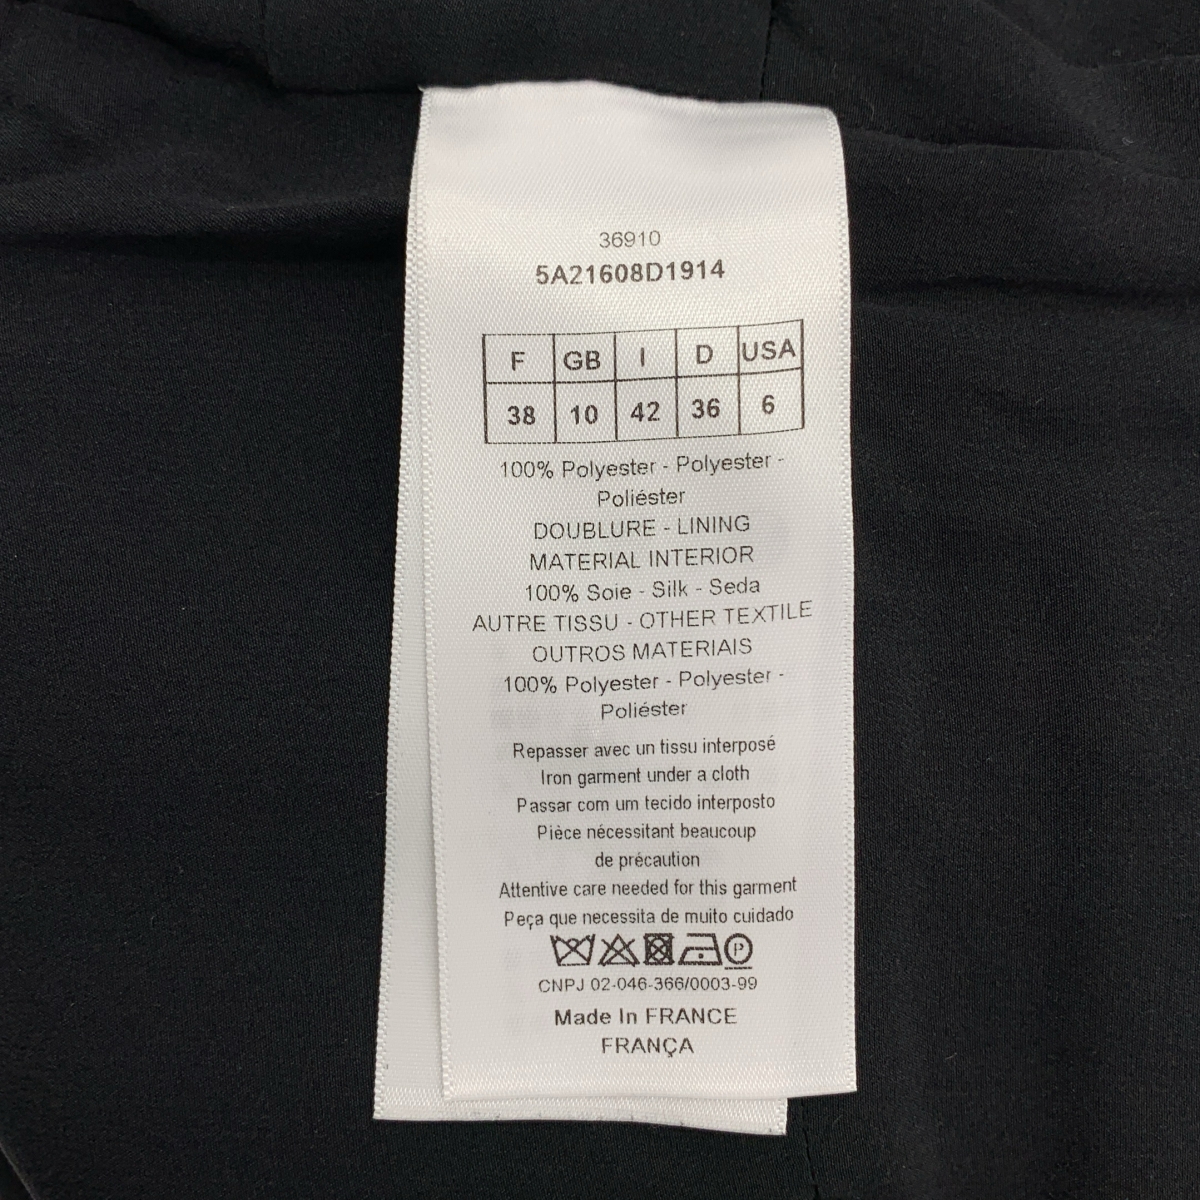 36910
5A21608D1914
F GB I D USA
38 10 42 36 6
100% Polyester - Polyester -
Poliéster
DOUBLURE - LINING
MATERIAL INTERIOR
100% Soie - Silk - Seda
AUTRE TISSU - OTHER TEXTILE
OUTROS MATERIAIS
100% Polyester - Polyester -
Poliéster
Repasser avec un tissu interposé
Iron garment under a cloth
Passar com um tecido interposto
Pièce nécessitant beaucoup
de précaution
Attentive care needed for this garment
Peça que necessita de muito cuidado
P
CNPJ 02-046-366/0003-99
Made In FRANCE
FRANÇA